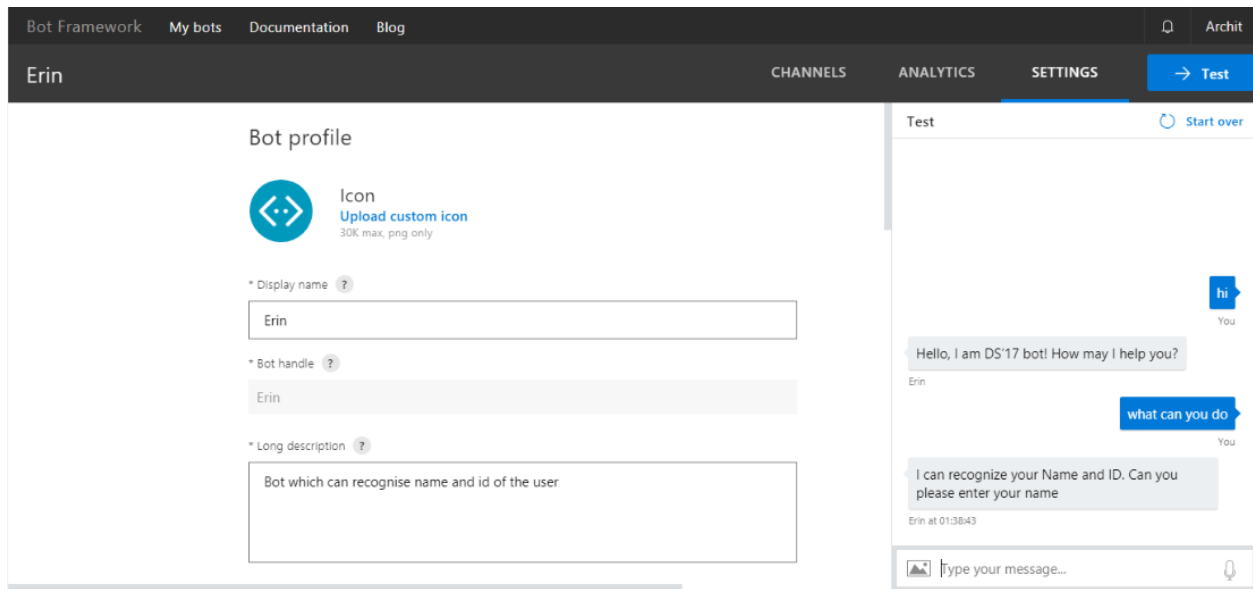 Bot Framework My bots Documentation Blog Archit
Erin CHANNELS ANALYTICS SETTINGS → Test
Bot profile
Icon
Upload custom icon
30K max, png only
* Display name ?
Erin
* Bot handle ?
Erin
* Long description ?
Bot which can recognise name and id of the user
Test Start over
hi
You
Hello, I am DS'17 bot! How may I help you?
Erin
what can you do
You
I can recognize your Name and ID. Can you
please enter your name
Erin at 01:38:43
Type your message...